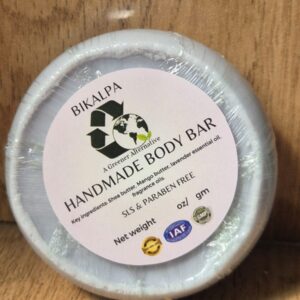 BIKALPA
A Greener Alternative
HANDMADE BODY BAR
Key ingredients: Shea butter, Mango butter, lavender essential oil,
fragrance oils.
SLS & PARABEN FREE
Net weight oz/ gm
IAF